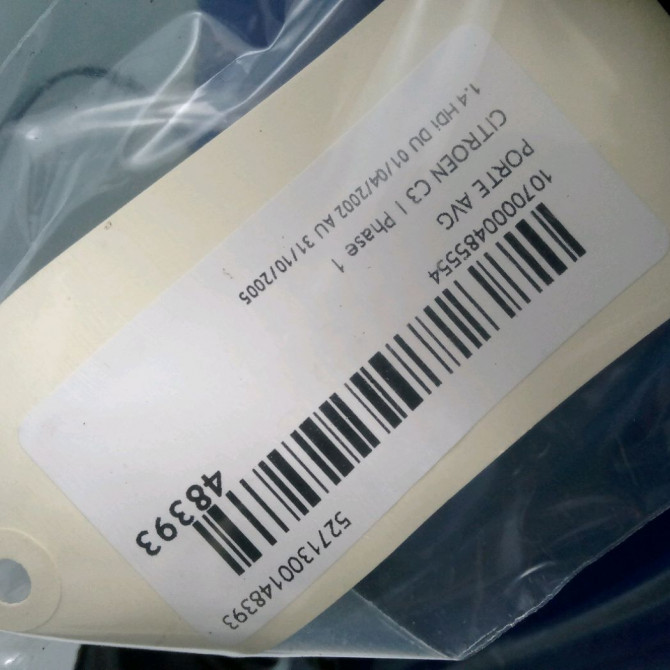 5271300148393
48393
1070000485554
PORTE AVG
CITROEN C3 I Phase 1
1.4 HDi DU 01/04/2002 AU 31/10/2005